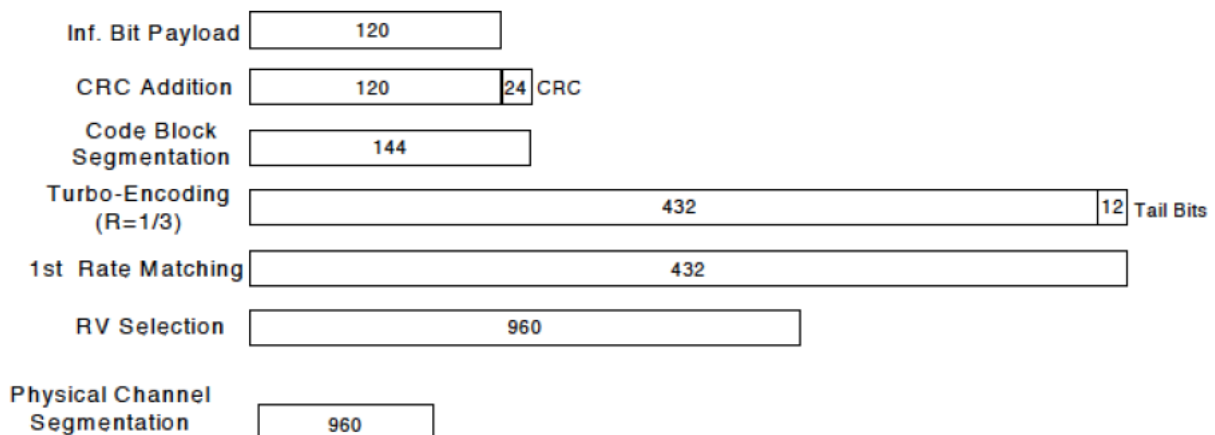 Inf. Bit Payload 120
CRC Addition 120 24 CRC
Code Block
Segmentation 144
Turbo-Encoding
(R=1/3) 432 12 Tail Bits
1st Rate Matching 432
RV Selection 960
Physical Channel
Segmentation 960